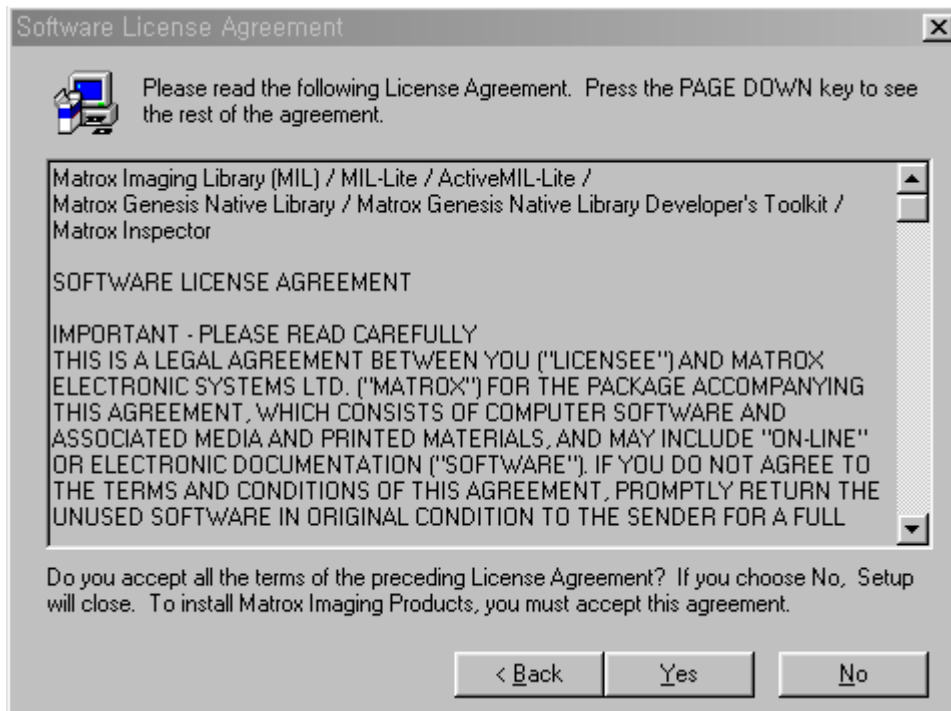 Software License Agreement
Please read the following License Agreement.  Press the PAGE DOWN key to see
the rest of the agreement.
Matrox Imaging Library (MIL) / MIL-Lite / ActiveMIL-Lite /
Matrox Genesis Native Library / Matrox Genesis Native Library Developer's Toolkit /
Matrox Inspector
SOFTWARE LICENSE AGREEMENT
IMPORTANT - PLEASE READ CAREFULLY
THIS IS A LEGAL AGREEMENT BETWEEN YOU ("LICENSEE") AND MATROX
ELECTRONIC SYSTEMS LTD. ("MATROX") FOR THE PACKAGE ACCOMPANYING
THIS AGREEMENT, WHICH CONSISTS OF COMPUTER SOFTWARE AND
ASSOCIATED MEDIA AND PRINTED MATERIALS, AND MAY INCLUDE "ON-LINE"
OR ELECTRONIC DOCUMENTATION ("SOFTWARE"). IF YOU DO NOT AGREE TO
THE TERMS AND CONDITIONS OF THIS AGREEMENT, PROMPTLY RETURN THE
UNUSED SOFTWARE IN ORIGINAL CONDITION TO THE SENDER FOR A FULL
Do you accept all the terms of the preceding License Agreement?  If you choose No,  Setup
will close.  To install Matrox Imaging Products, you must accept this agreement.
< Back
Yes
No